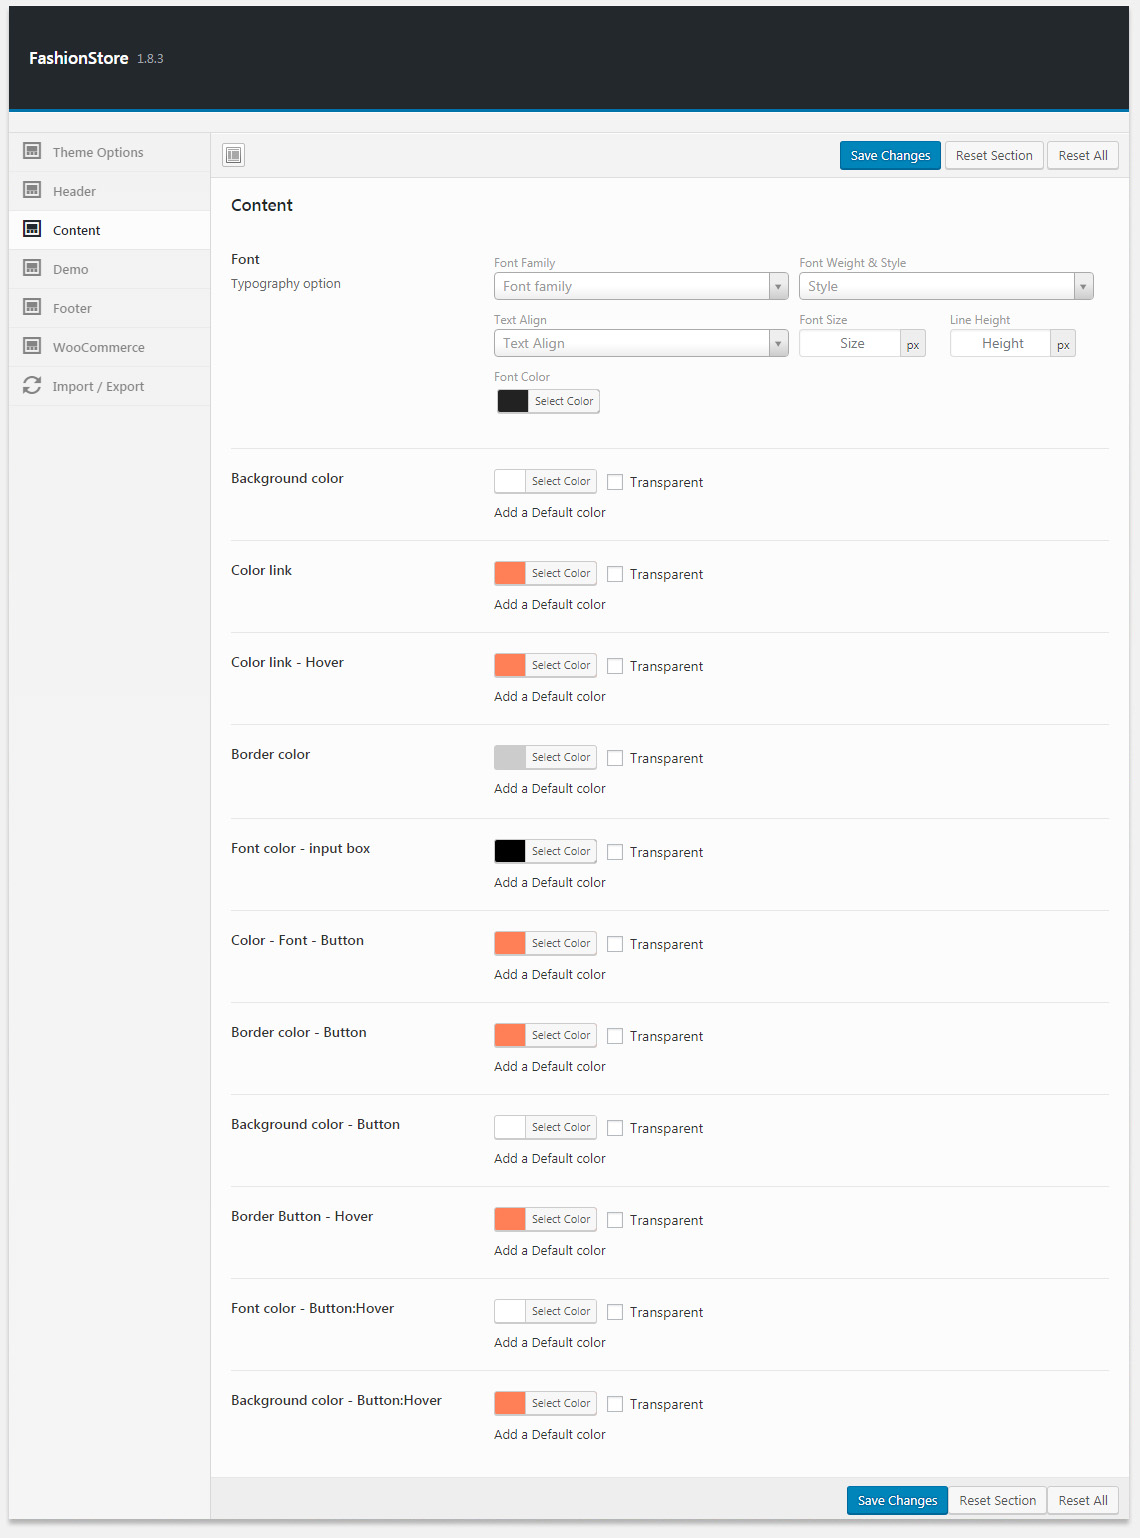 FashionStore 1.8.3
Theme Options
Header
Content
Demo
Footer
WooCommerce
Import / Export
Save Changes Reset Section Reset All
Content
Font
Typography option
Font Family Font Weight & Style
Font family Style
Text Align Font Size Line Height
Text Align Size px Height px
Font Color
Select Color
Background color Select Color Transparent
Add a Default color
Color link Select Color Transparent
Add a Default color
Color link - Hover Select Color Transparent
Add a Default color
Border color Select Color Transparent
Add a Default color
Font color - input box Select Color Transparent
Add a Default color
Color - Font - Button Select Color Transparent
Add a Default color
Border color - Button Select Color Transparent
Add a Default color
Background color - Button Select Color Transparent
Add a Default color
Border Button - Hover Select Color Transparent
Add a Default color
Font color - Button:Hover Select Color Transparent
Add a Default color
Background color - Button:Hover Select Color Transparent
Add a Default color
Save Changes Reset Section Reset All